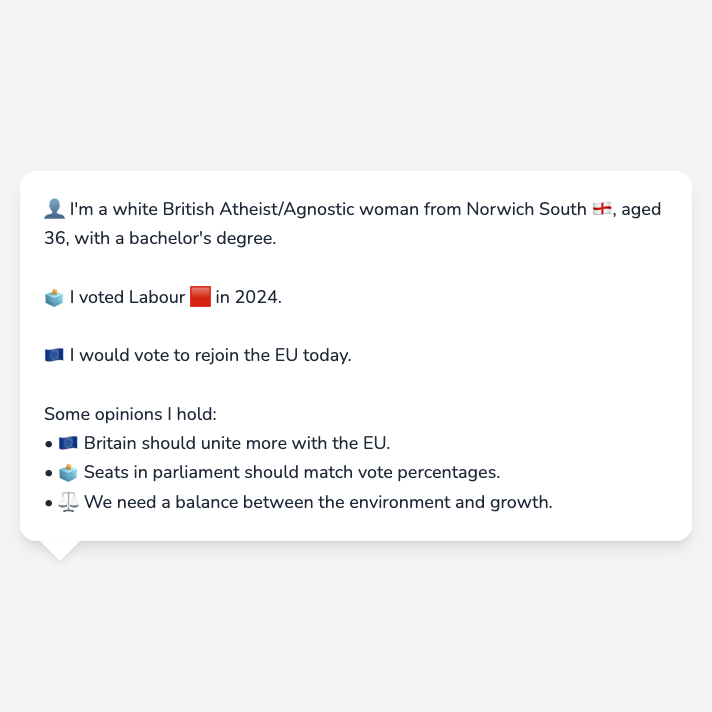 👤 I'm a white British Atheist/Agnostic woman from Norwich South 🏴󠁧󠁢󠁥󠁮󠁧󠁿, aged
36, with a bachelor's degree.
🗳️ I voted Labour 🟥 in 2024.
🇪🇺 I would vote to rejoin the EU today.
Some opinions I hold:
• 🇪🇺 Britain should unite more with the EU.
• 🗳️ Seats in parliament should match vote percentages.
• ⚖️ We need a balance between the environment and growth.